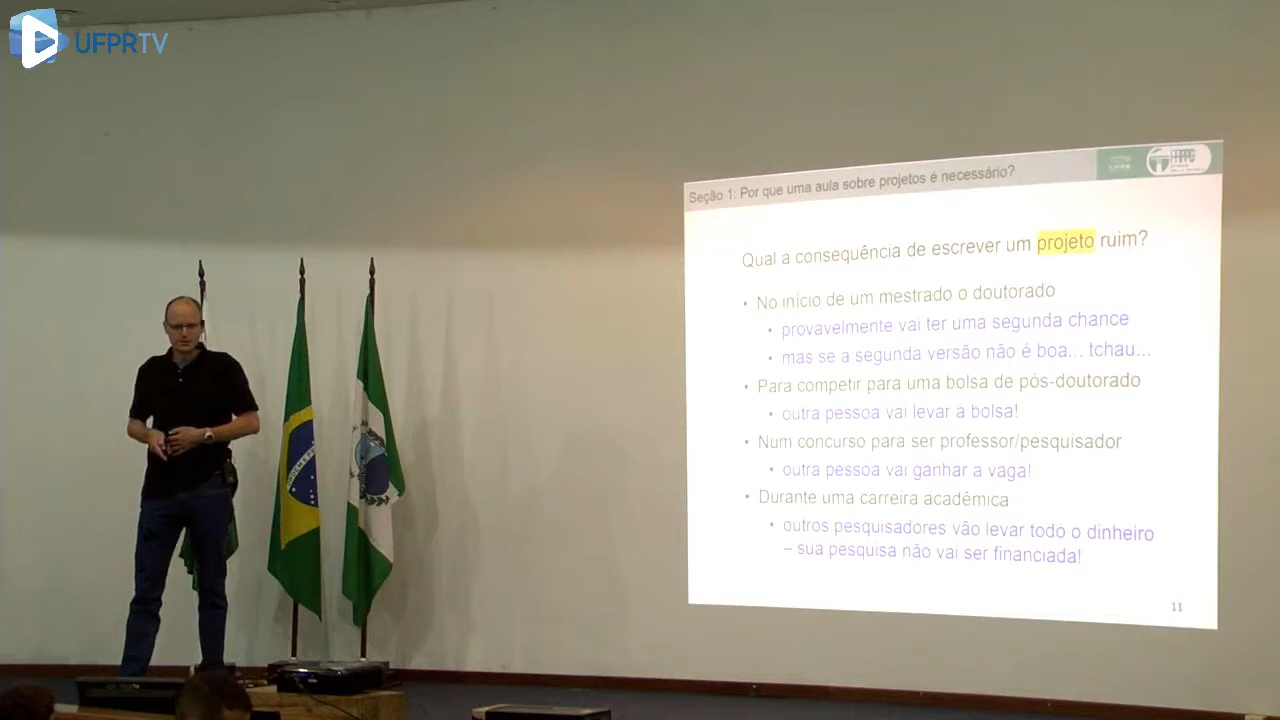 UFPRTV
Seção 1: Por que uma aula sobre projetos é necessário?
UFPR
PRPPG
Qual a consequência de escrever um projeto ruim?
• No início de um mestrado o doutorado
• provavelmente vai ter uma segunda chance
• mas se a segunda versão não é boa... tchau...
• Para competir para uma bolsa de pós-doutorado
• outra pessoa vai levar a bolsa!
• Num concurso para ser professor/pesquisador
• outra pessoa vai ganhar a vaga!
• Durante uma carreira acadêmica
• outros pesquisadores vão levar todo o dinheiro
– sua pesquisa não vai ser financiada!
11